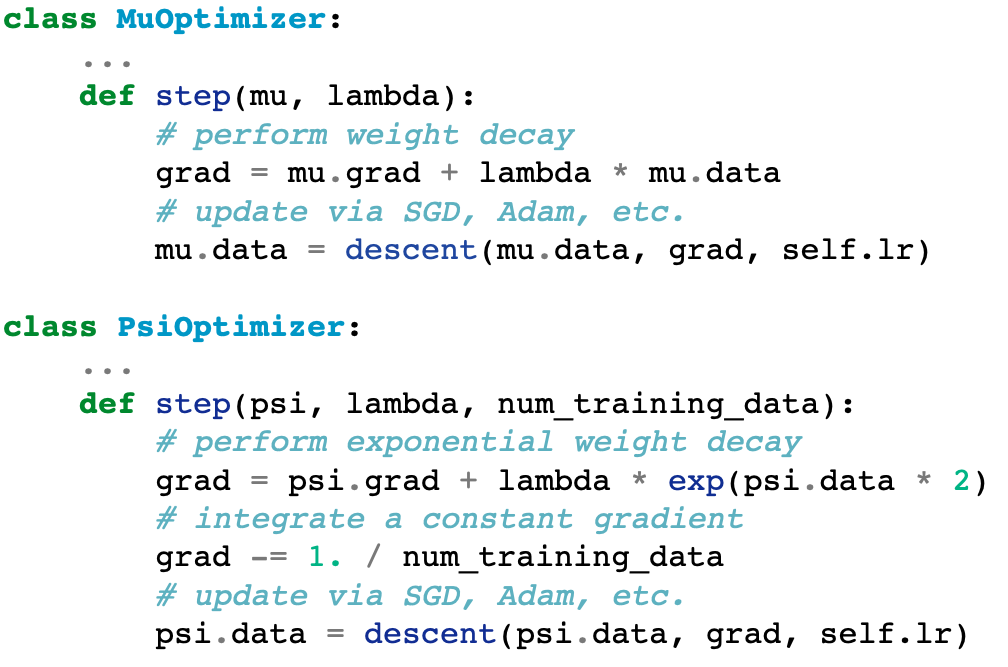 class MuOptimizer:
    ...
    def step(mu, lambda):
        # perform weight decay
        grad = mu.grad + lambda * mu.data
        # update via SGD, Adam, etc.
        mu.data = descent(mu.data, grad, self.lr)

class PsiOptimizer:
    ...
    def step(psi, lambda, num_training_data):
        # perform exponential weight decay
        grad = psi.grad + lambda * exp(psi.data * 2)
        # integrate a constant gradient
        grad -= 1. / num_training_data
        # update via SGD, Adam, etc.
        psi.data = descent(psi.data, grad, self.lr)